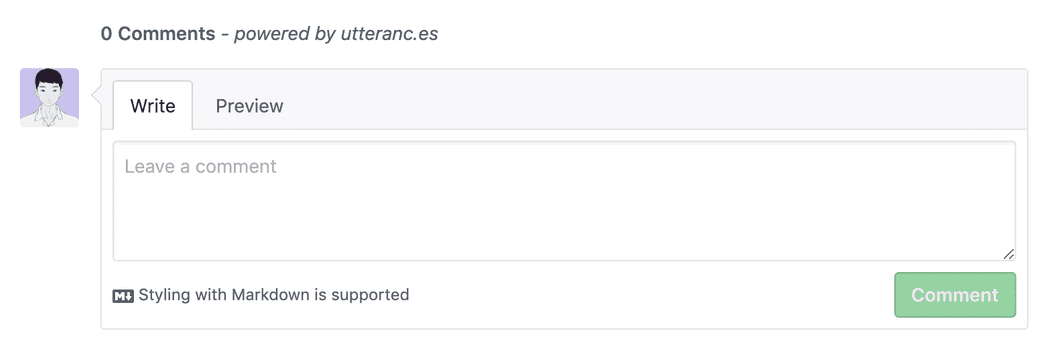 0 Comments - powered by utteranc.es
Write Preview
Leave a comment
M↓ Styling with Markdown is supported
Comment